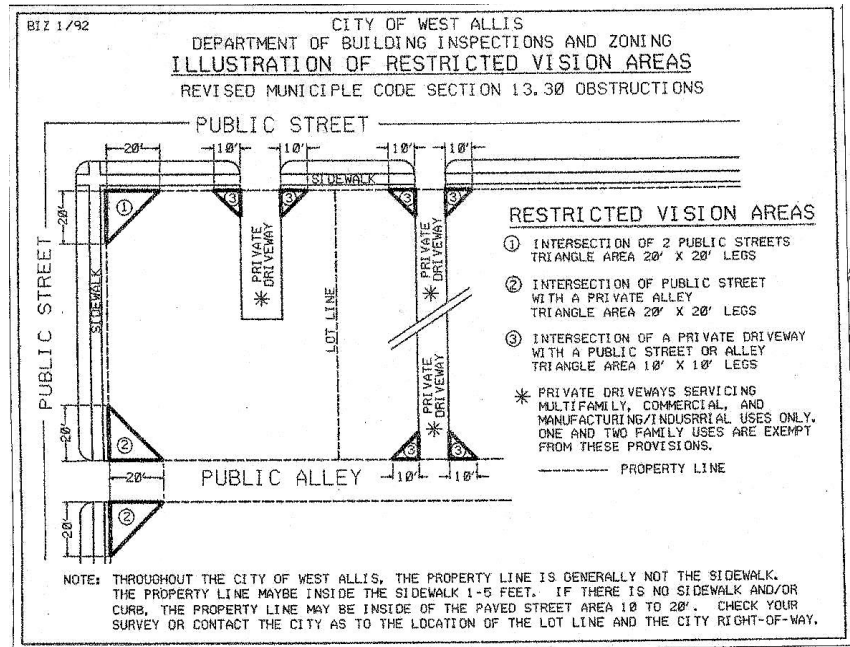 BIZ 1/92
CITY OF WEST ALLIS
DEPARTMENT OF BUILDING INSPECTIONS AND ZONING
ILLUSTRATION OF RESTRICTED VISION AREAS
REVISED MUNICIPLE CODE SECTION 13.30 OBSTRUCTIONS
PUBLIC STREET
20'
10'
10'
10'
10'
SIDEWALK
1
3
3
3
3
20'
PUBLIC STREET
SIDEWALK
* PRIVATE
DRIVEWAY
LOT LINE
* PRIVATE
DRIVEWAY
* PRIVATE
DRIVEWAY
RESTRICTED VISION AREAS
1 INTERSECTION OF 2 PUBLIC STREETS
TRIANGLE AREA 20' X 20' LEGS
2 INTERSECTION OF PUBLIC STREET
WITH A PRIVATE ALLEY
TRIANGLE AREA 20' X 20' LEGS
3 INTERSECTION OF A PRIVATE DRIVEWAY
WITH A PUBLIC STREET OR ALLEY
TRIANGLE AREA 10' X 10' LEGS
* PRIVATE DRIVEWAYS SERVICING
MULTIFAMILY, COMMERCIAL, AND
MANUFACTURING/INDUSRRIAL USES ONLY.
ONE AND TWO FAMILY USES ARE EXEMPT
FROM THESE PROVISIONS.
PROPERTY LINE
20'
2
3
3
20'
PUBLIC ALLEY
10'
10'
20'
2
NOTE: THROUGHOUT THE CITY OF WEST ALLIS, THE PROPERTY LINE IS GENERALLY NOT THE SIDEWALK.
THE PROPERTY LINE MAYBE INSIDE THE SIDEWALK 1-5 FEET. IF THERE IS NO SIDEWALK AND/OR
CURB, THE PROPERTY LINE MAY BE INSIDE OF THE PAVED STREET AREA 10 TO 20'. CHECK YOUR
SURVEY OR CONTACT THE CITY AS TO THE LOCATION OF THE LOT LINE AND THE CITY RIGHT-OF-WAY.